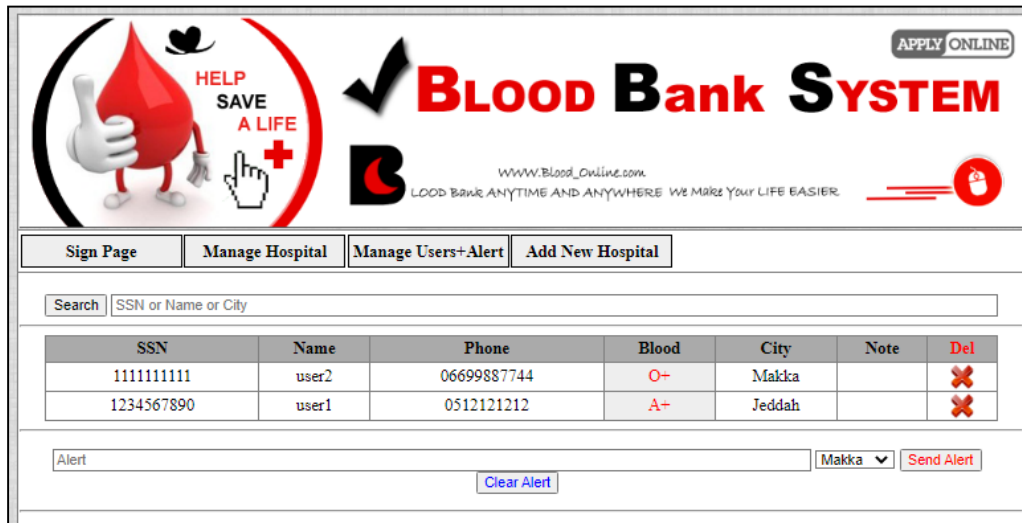 APPLY ONLINE
HELP
SAVE
A LIFE
BLOOD Bank SYSTEM
B
WWW.Blood_Online.com
LOOD Bank ANYTIME AND ANYWHERE We Make Your LIFE EASIER
Sign Page Manage Hospital Manage Users+Alert Add New Hospital
Search SSN or Name or City
SSN Name Phone Blood City Note Del
1111111111 user2 06699887744 O+ Makka
1234567890 user1 0512121212 A+ Jeddah
Alert Makka Send Alert
Clear Alert